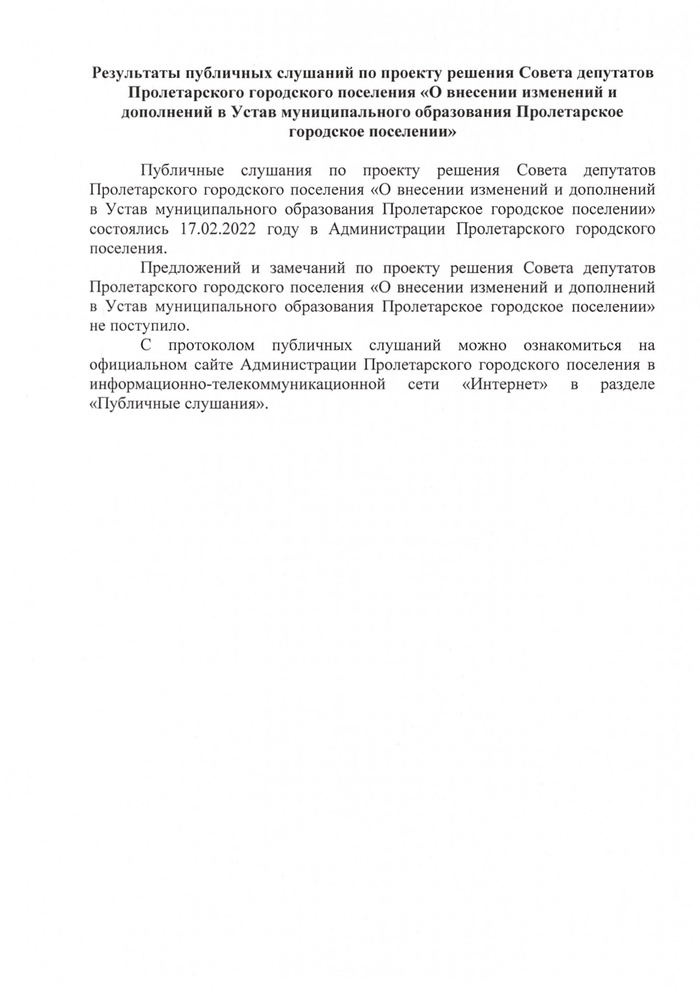 Результаты публичных слушаний по проекту решения Совета депутатов
Пролетарского городского поселения «О внесении изменений и
дополнений в Устав муниципального образования Пролетарское
городское поселении»
Публичные слушания по проекту решения Совета депутатов
Пролетарского городского поселения «О внесении изменений и дополнений
в Устав муниципального образования Пролетарское городское поселении»
состоялись 17.02.2022 году в Администрации Пролетарского городского
поселения.
Предложений и замечаний по проекту решения Совета депутатов
Пролетарского городского поселения «О внесении изменений и дополнений
в Устав муниципального образования Пролетарское городское поселении»
не поступило.
С протоколом публичных слушаний можно ознакомиться на
официальном сайте Администрации Пролетарского городского поселения в
информационно-телекоммуникационной сети «Интернет» в разделе
«Публичные слушания».